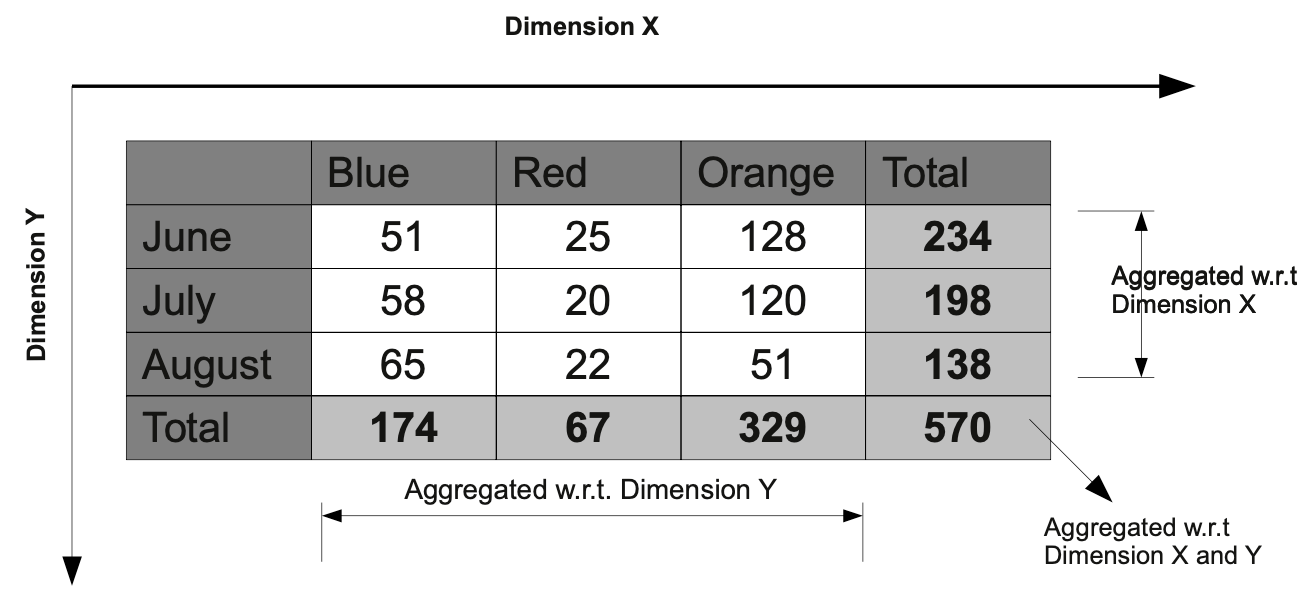 Dimension X
Dimension Y
Blue Red Orange Total
June 51 25 128 234
July 58 20 120 198
August 65 22 51 138
Total 174 67 329 570
Aggregated w.r.t
Dimension X
Aggregated w.r.t. Dimension Y
Aggregated w.r.t
Dimension X and Y